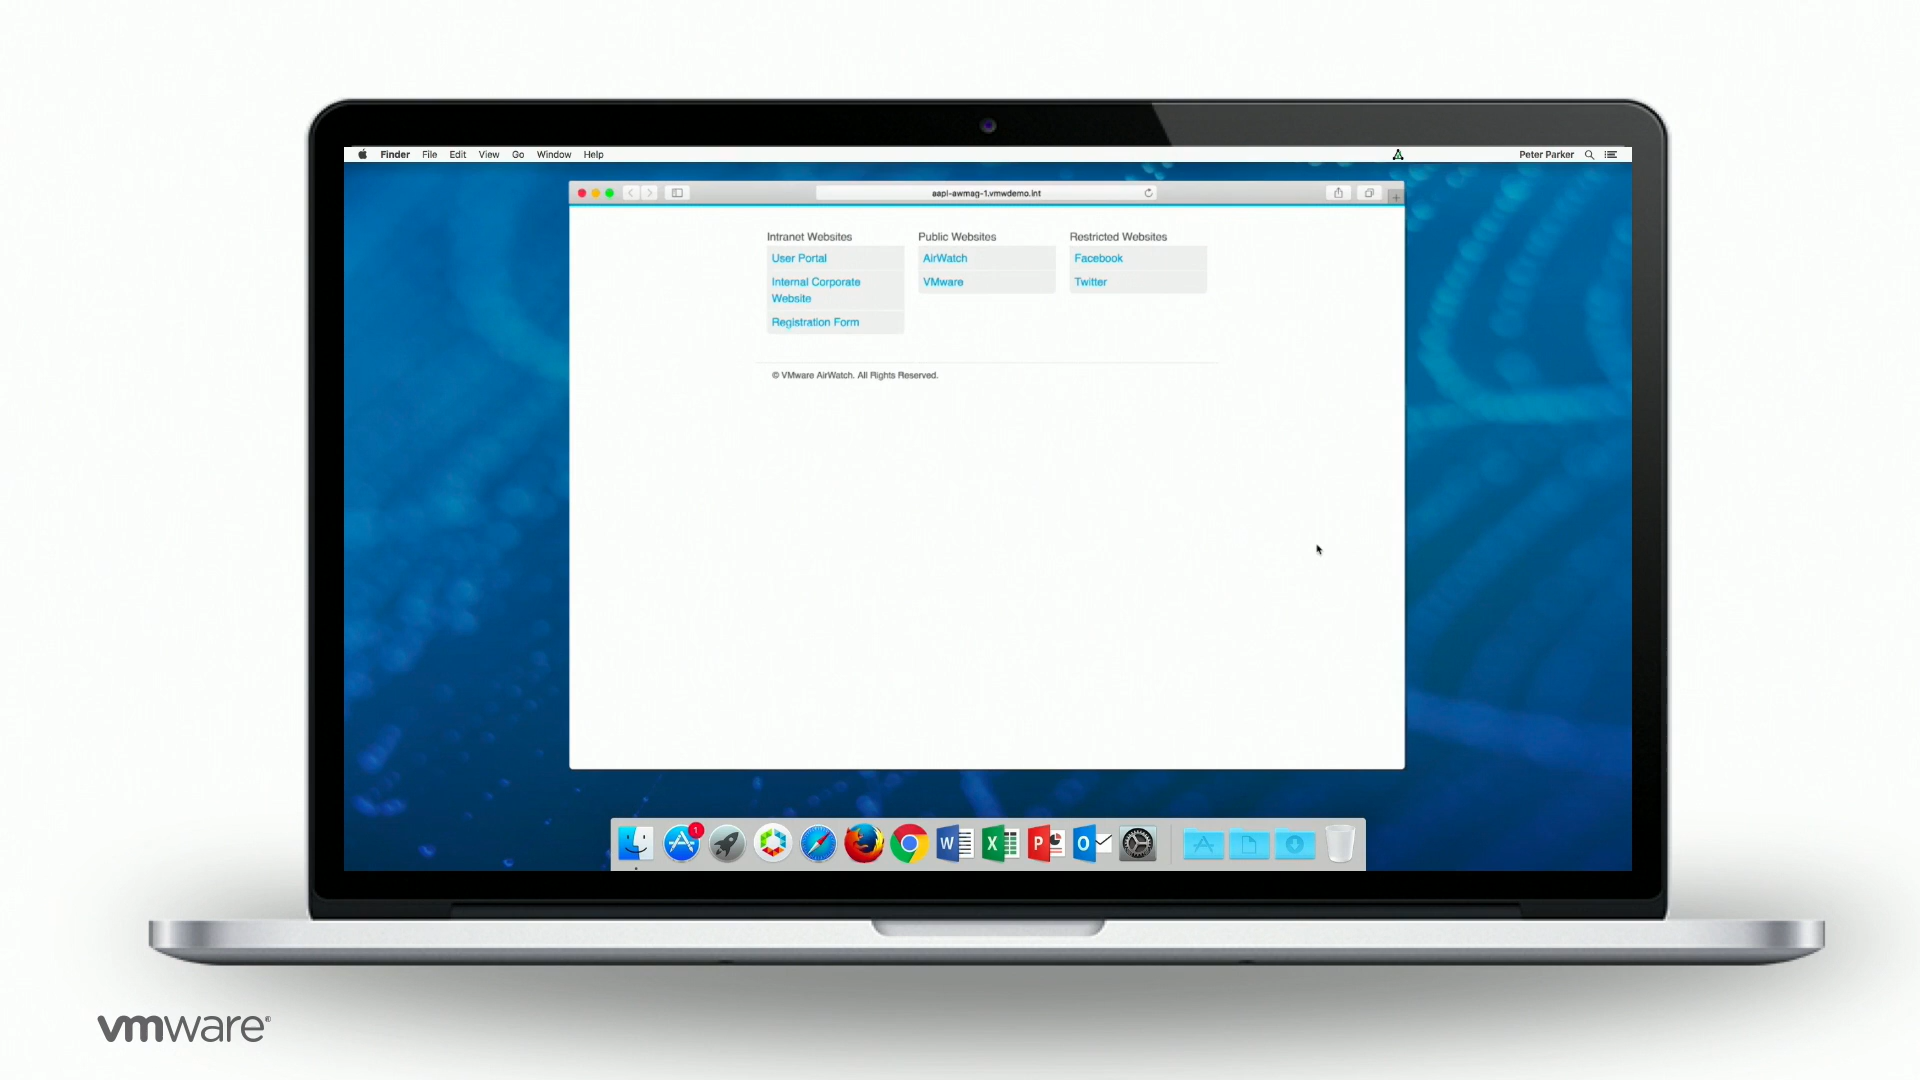 Finder File Edit View Go Window Help
Peter Parker
aapl-awmag-1.vmwdemo.int
Intranet Websites
User Portal
Internal Corporate
Website
Registration Form
Public Websites
AirWatch
VMware
Restricted Websites
Facebook
Twitter
© VMware AirWatch. All Rights Reserved.
1
W
X
P
O
vmware®